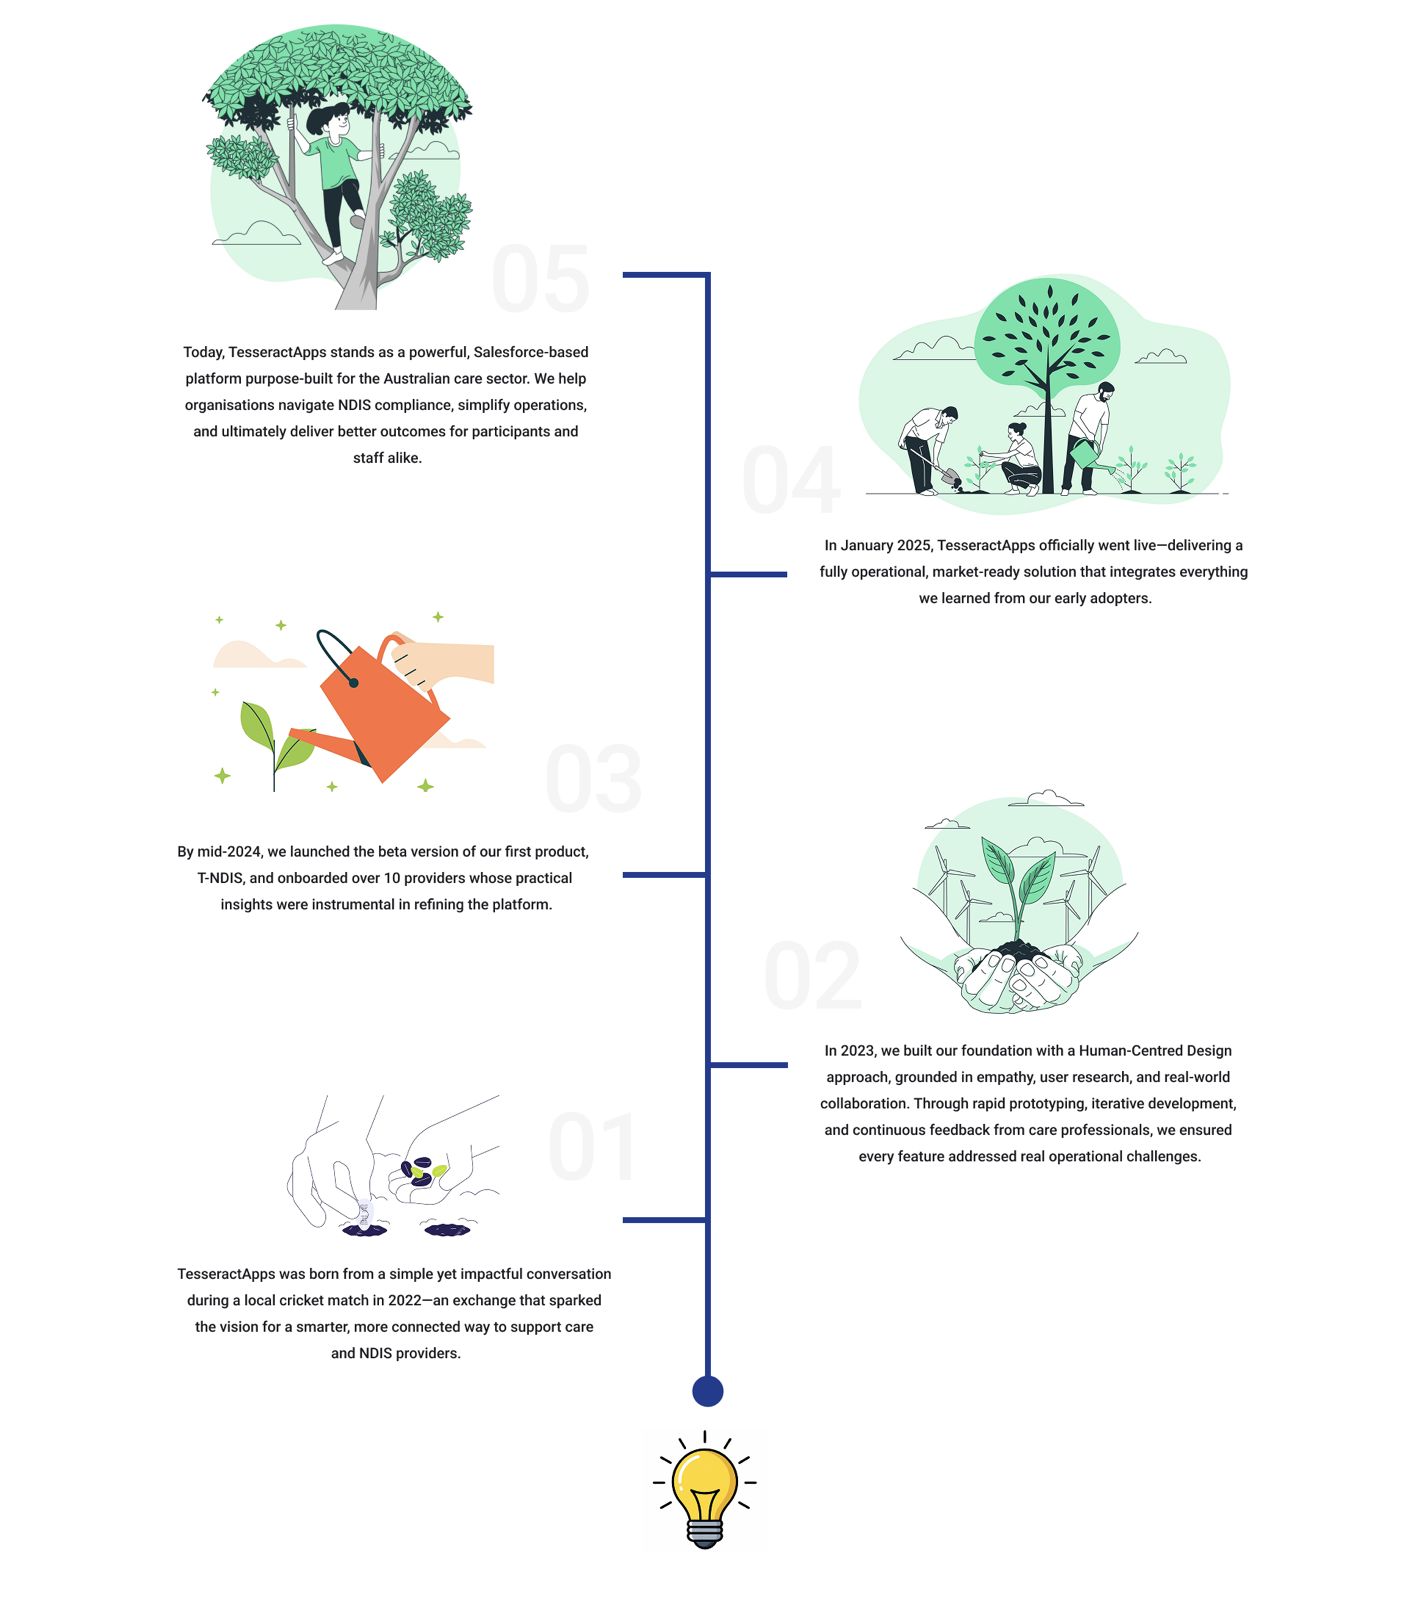 05
Today, TesseractApps stands as a powerful, Salesforce-based
platform purpose-built for the Australian care sector. We help
organisations navigate NDIS compliance, simplify operations,
and ultimately deliver better outcomes for participants and
staff alike.
04
In January 2025, TesseractApps officially went live—delivering a
fully operational, market-ready solution that integrates everything
we learned from our early adopters.
03
By mid-2024, we launched the beta version of our first product,
T-NDIS, and onboarded over 10 providers whose practical
insights were instrumental in refining the platform.
02
In 2023, we built our foundation with a Human-Centred Design
approach, grounded in empathy, user research, and real-world
collaboration. Through rapid prototyping, iterative development,
and continuous feedback from care professionals, we ensured
every feature addressed real operational challenges.
01
TesseractApps was born from a simple yet impactful conversation
during a local cricket match in 2022—an exchange that sparked
the vision for a smarter, more connected way to support care
and NDIS providers.